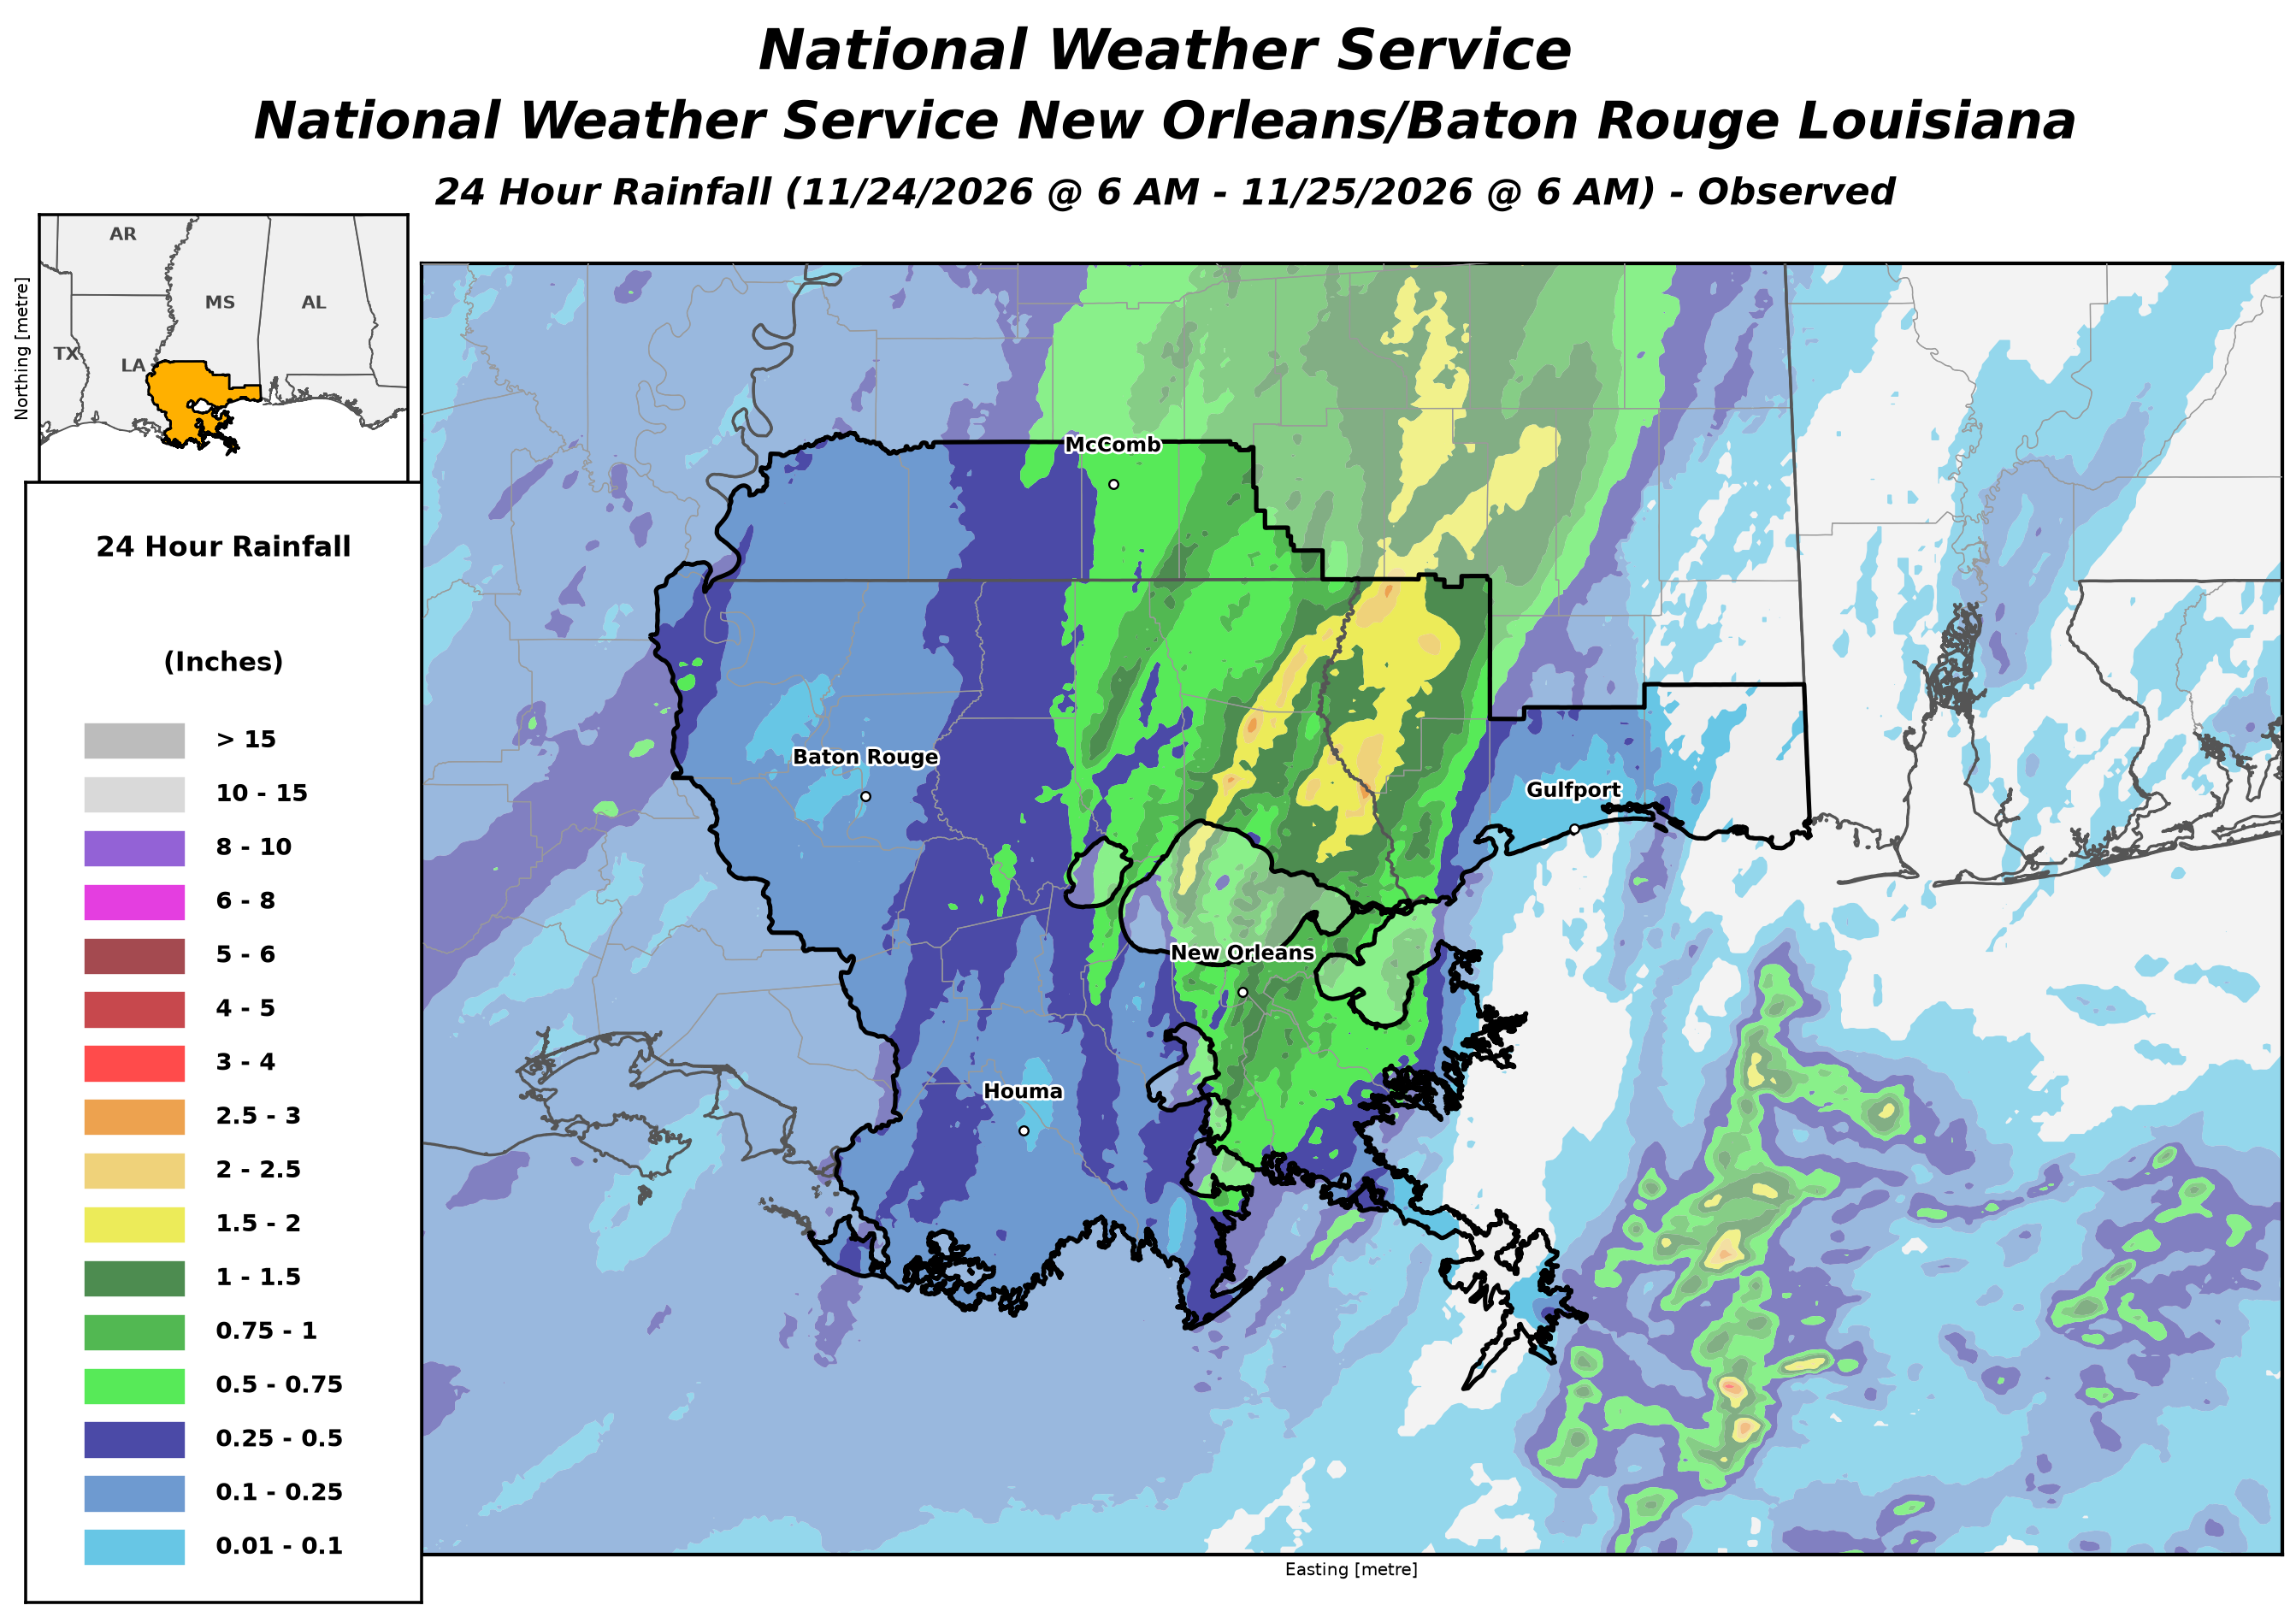 National Weather Service
National Weather Service New Orleans/Baton Rouge Louisiana
24 Hour Rainfall (11/24/2026 @ 6 AM - 11/25/2026 @ 6 AM) - Observed
Northing [metre]
AR
MS
AL
TX
LA
24 Hour Rainfall
(Inches)
> 15
10 - 15
8 - 10
6 - 8
5 - 6
4 - 5
3 - 4
2.5 - 3
2 - 2.5
1.5 - 2
1 - 1.5
0.75 - 1
0.5 - 0.75
0.25 - 0.5
0.1 - 0.25
0.01 - 0.1
McComb
Baton Rouge
Gulfport
New Orleans
Houma
Easting [metre]